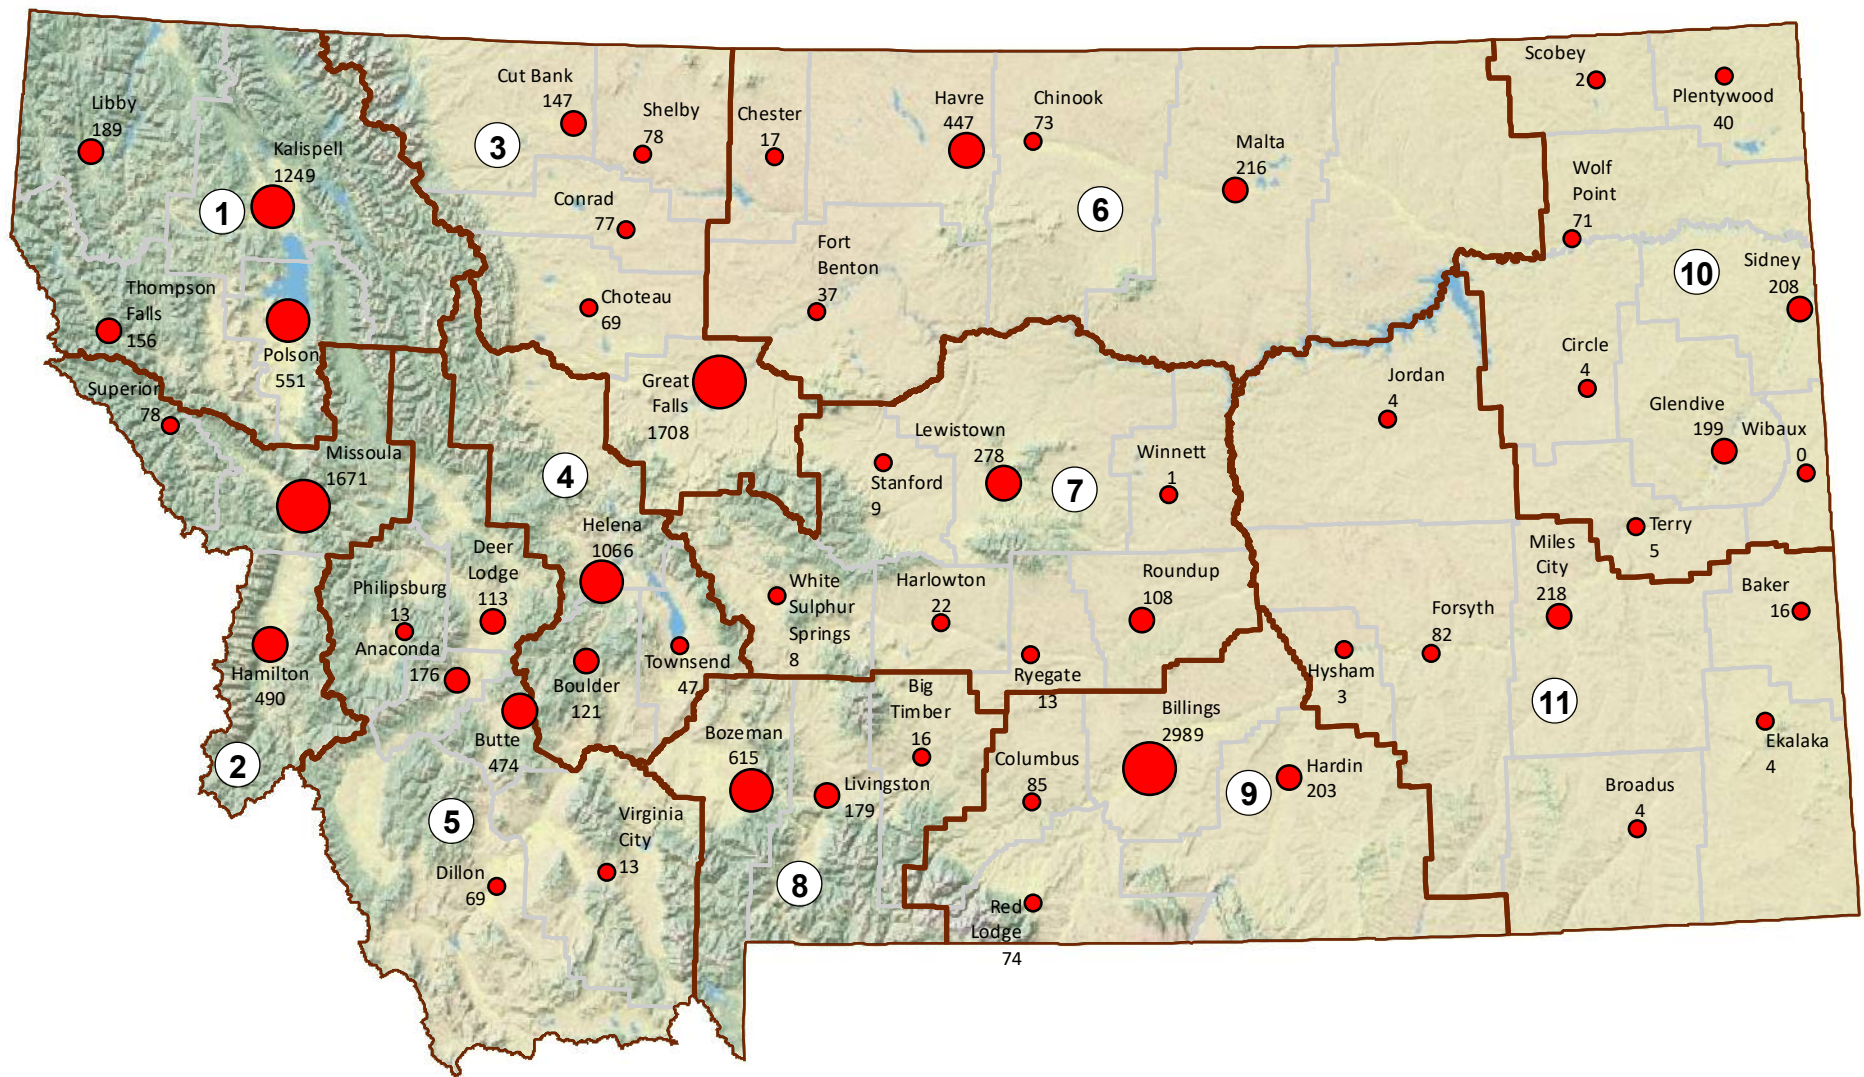 Scobey
2
Plentywood
40
Cut Bank
147
Shelby
78
Chester
17
Havre
447
Chinook
73
Malta
216
Libby
189
Kalispell
1249
3
1
6
Wolf
Point
71
Conrad
77
Fort
Benton
37
10
Sidney
208
Thompson
Falls
156
Choteau
69
Polson
551
Superior
78
Great
Falls
1708
Circle
4
Jordan
4
Glendive
199
Wibaux
0
Missoula
1671
4
Lewistown
278
7
Winnett
1
Stanford
9
Helena
1066
Terry
5
Miles
City
218
Deer
Lodge
113
Philipsburg
13
Anaconda
176
White
Sulphur
Springs
8
Harlowton
22
Roundup
108
Forsyth
82
Baker
16
Hamilton
490
Boulder
121
Townsend
47
Ryegate
13
Hysham
3
11
Big
Timber
16
Billings
2989
Butte
474
Bozeman
615
Columbus
85
Ekalaka
4
2
Livingston
179
9
Hardin
203
Broadus
4
5
Virginia
City
13
Dillon
69
8
Red
Lodge
74